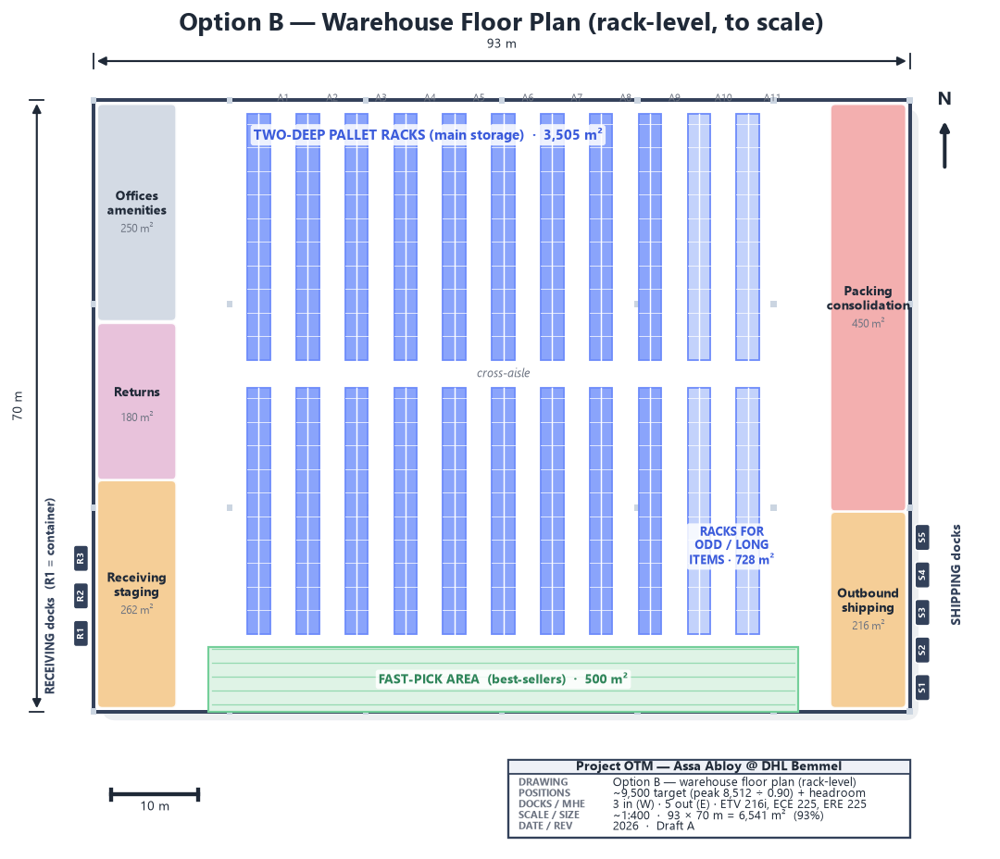 Option B — Warehouse Floor Plan (rack-level, to scale)
93 m
A1 A2 A3 A4 A5 A6 A7 A8 A9 A10 A11
N
TWO-DEEP PALLET RACKS (main storage) · 3,505 m²
Offices
amenities
250 m²
Packing
consolidation
450 m²
cross-aisle
Returns
180 m²
70 m
RECEIVING docks (R1 = container)
R3
R2
R1
Receiving
staging
262 m²
RACKS FOR
ODD / LONG
ITEMS · 728 m²
Outbound
shipping
216 m²
S5
S4
S3
S2
S1
SHIPPING docks
FAST-PICK AREA (best-sellers) · 500 m²
10 m
Project OTM — Assa Abloy @ DHL Bemmel
DRAWING Option B — warehouse floor plan (rack-level)
POSITIONS ~9,500 target (peak 8,512 ÷ 0.90) + headroom
DOCKS / MHE 3 in (W) · 5 out (E) · ETV 216i, ECE 225, ERE 225
SCALE / SIZE ~1:400 · 93 × 70 m = 6,541 m² (93%)
DATE / REV 2026 · Draft A